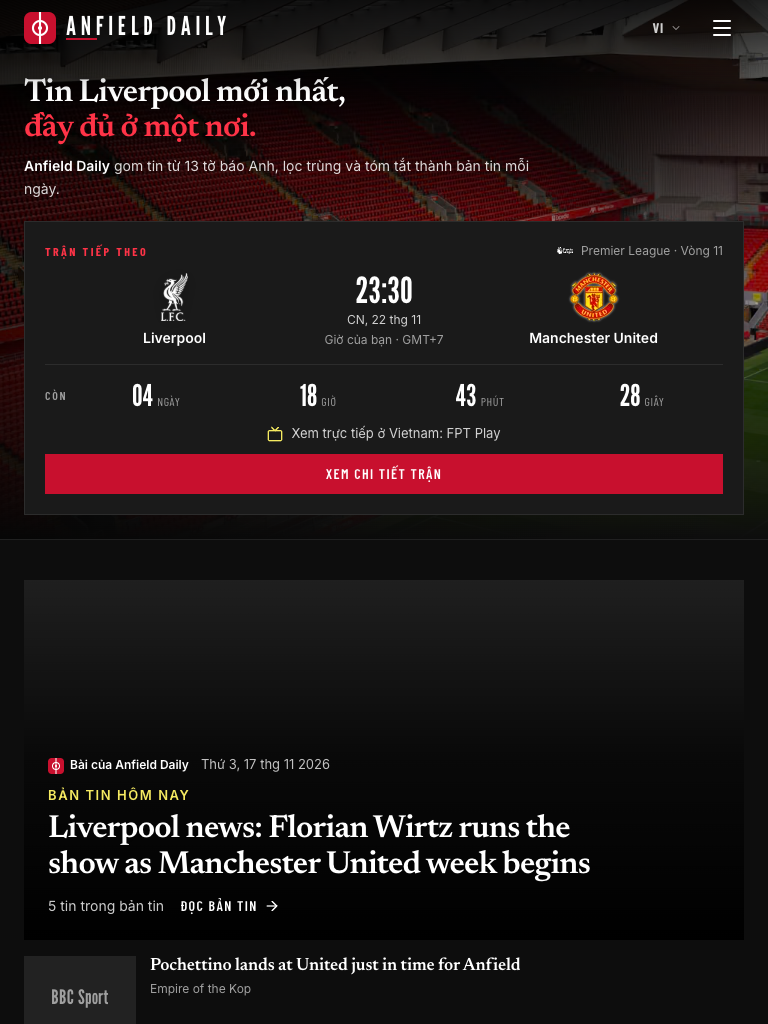 ANFIELD DAILY
VI
Tin Liverpool mới nhất,
đầy đủ ở một nơi.
Anfield Daily gom tin từ 13 tờ báo Anh, lọc trùng và tóm tắt thành bản tin mỗi
ngày.
TRẬN TIẾP THEO
Premier League · Vòng 11
L.F.C.
Liverpool
23:30
CN, 22 thg 11
Giờ của bạn · GMT+7
MANCHESTER
UNITED
Manchester United
CÒN
04 NGÀY
18 GIỜ
43 PHÚT
28 GIÂY
Xem trực tiếp ở Vietnam: FPT Play
XEM CHI TIẾT TRẬN
Bài của Anfield Daily Thứ 3, 17 thg 11 2026
BẢN TIN HÔM NAY
Liverpool news: Florian Wirtz runs the
show as Manchester United week begins
5 tin trong bản tin ĐỌC BẢN TIN
BBC Sport
Pochettino lands at United just in time for Anfield
Empire of the Kop